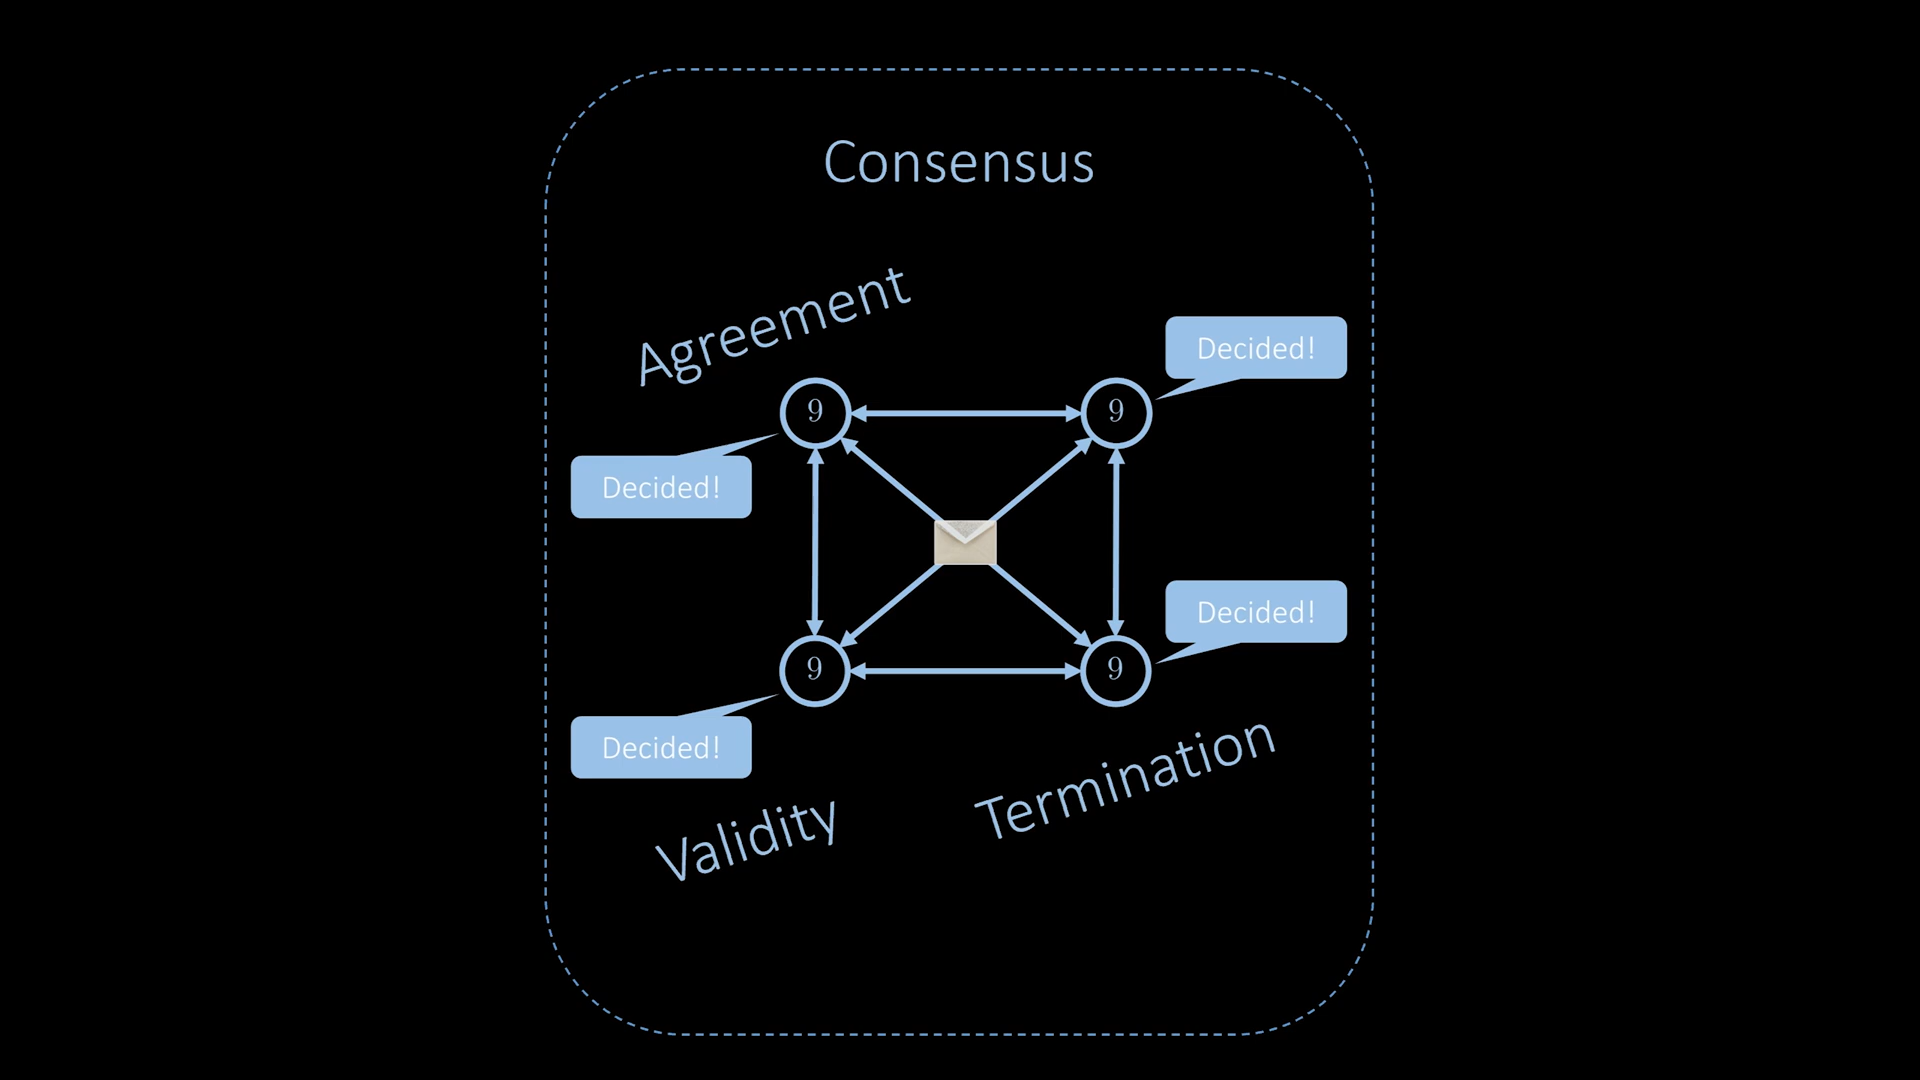 Consensus
Agreement
Decided!
9
9
Decided!
Decided!
9
9
Decided!
Termination
Validity